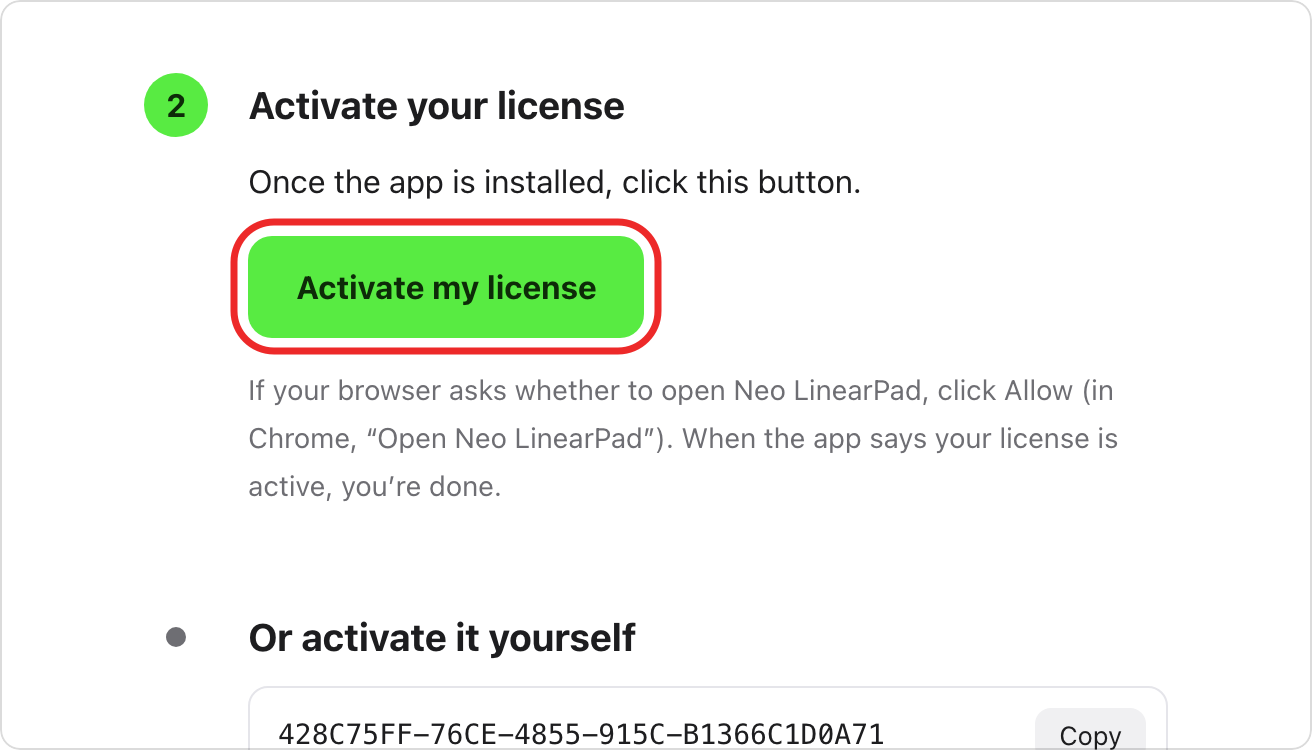 2
Activate your license
Once the app is installed, click this button.
Activate my license
If your browser asks whether to open Neo LinearPad, click Allow (in
Chrome, “Open Neo LinearPad”). When the app says your license is
active, you’re done.
Or activate it yourself
428C75FF-76CE-4855-915C-B1366C1D0A71
Copy